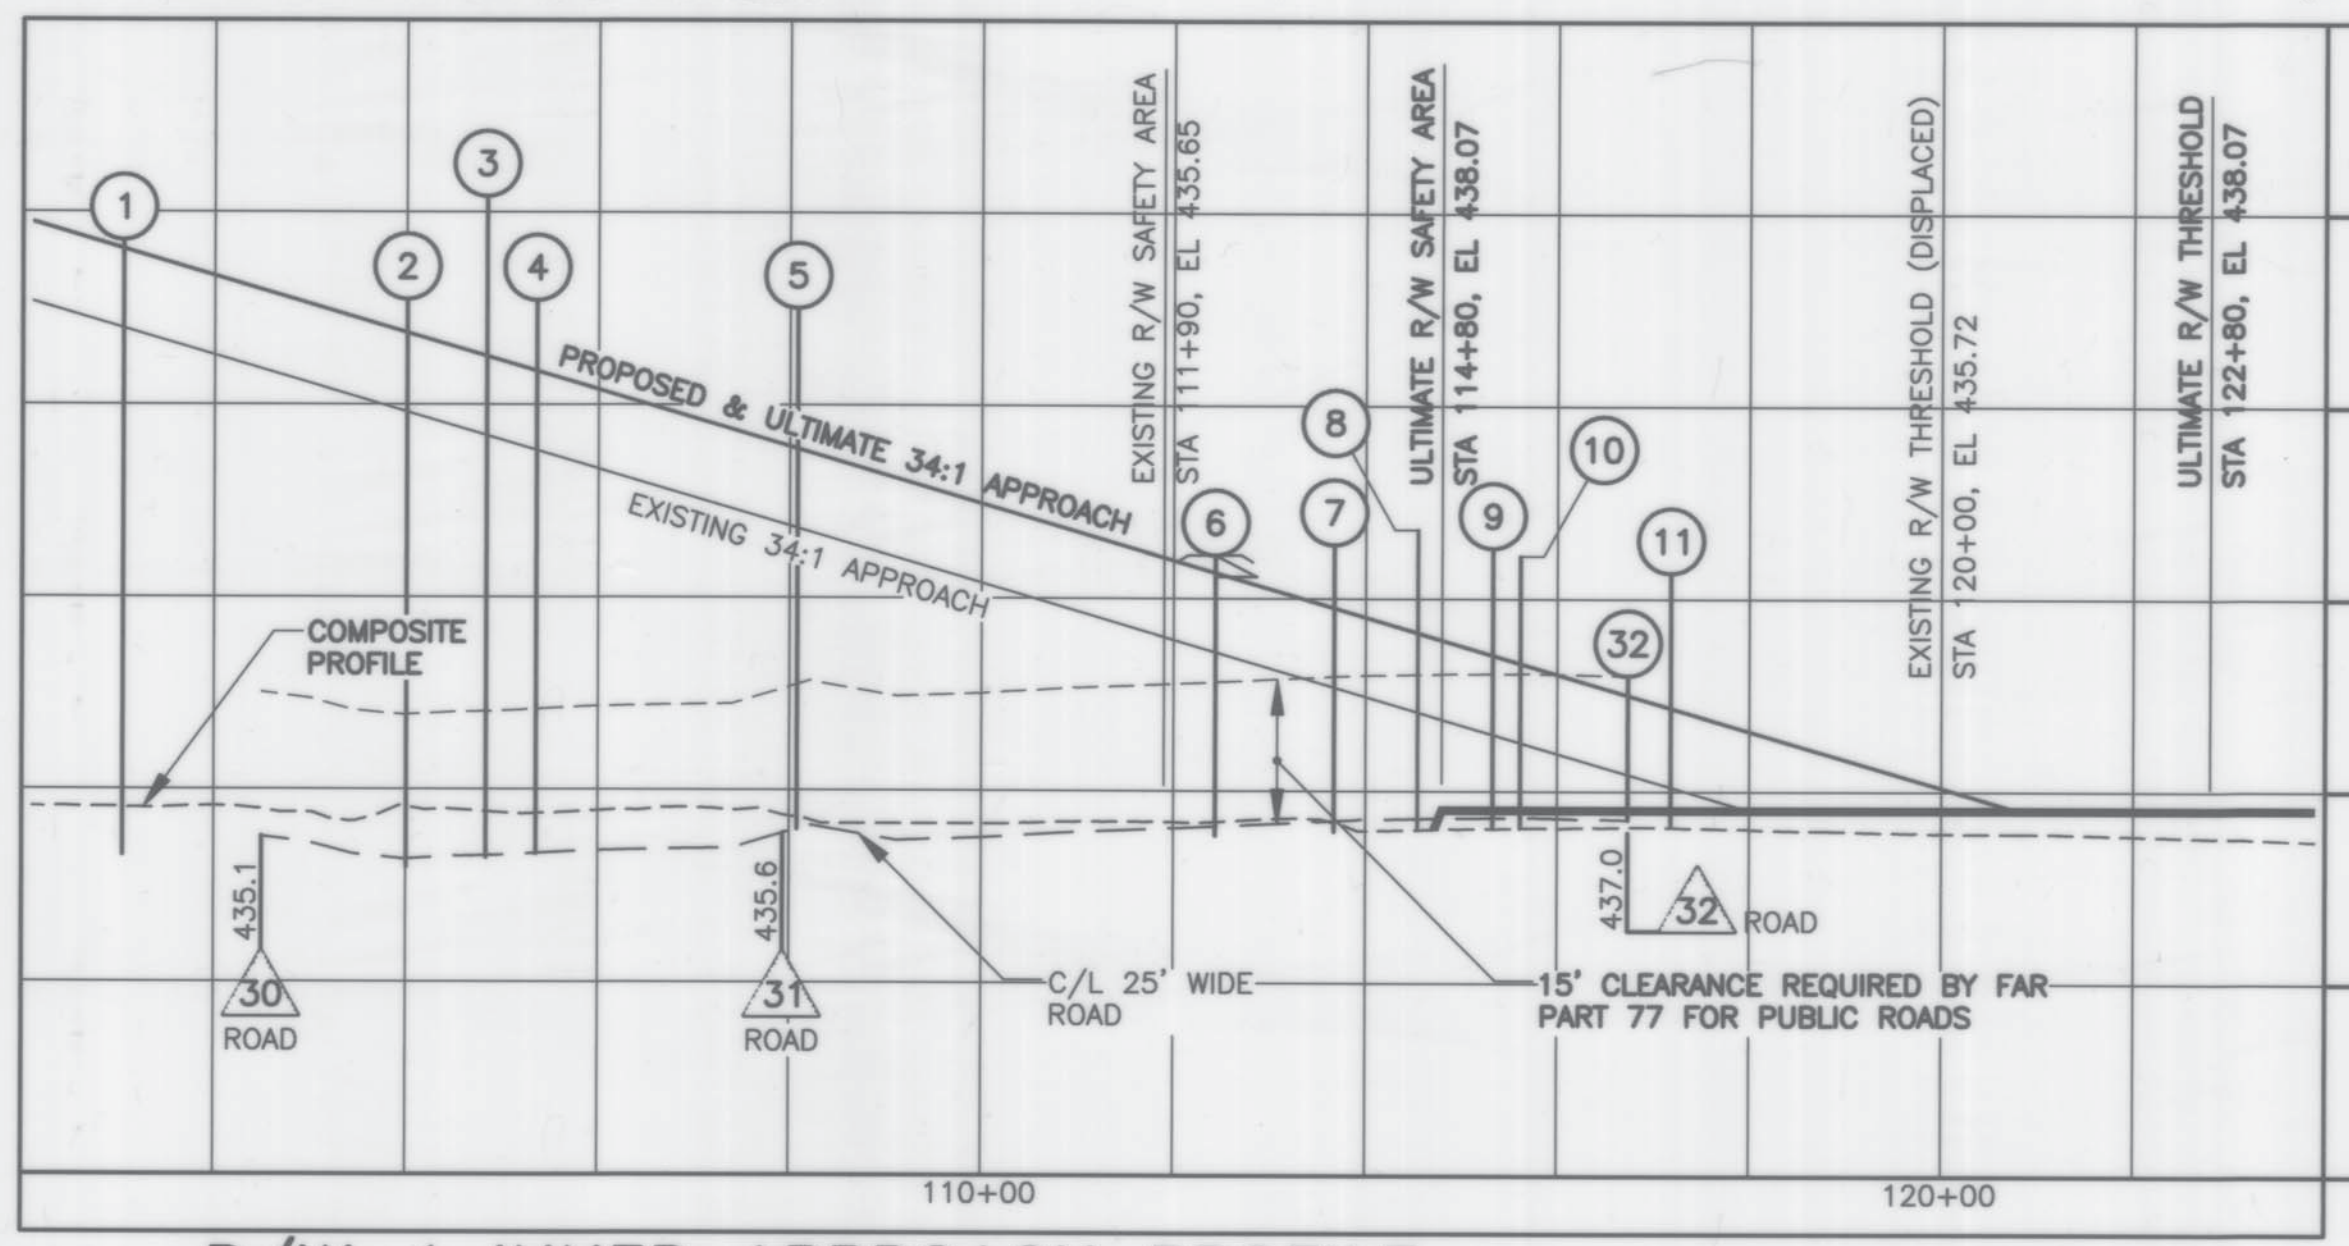 1
2
3
4
5
6
7
8
9
10
11
32
EXISTING R/W SAFETY AREA
STA 111+90, EL 435.65
ULTIMATE R/W SAFETY AREA
STA 114+80, EL 438.07
EXISTING R/W THRESHOLD (DISPLACED)
STA 120+00, EL 435.72
ULTIMATE R/W THRESHOLD
STA 122+80, EL 438.07
PROPOSED & ULTIMATE 34:1 APPROACH
EXISTING 34:1 APPROACH
COMPOSITE
PROFILE
435.1
30
ROAD
435.6
31
ROAD
437.0
32
ROAD
C/L 25' WIDE
ROAD
15' CLEARANCE REQUIRED BY FAR
PART 77 FOR PUBLIC ROADS
110+00
120+00